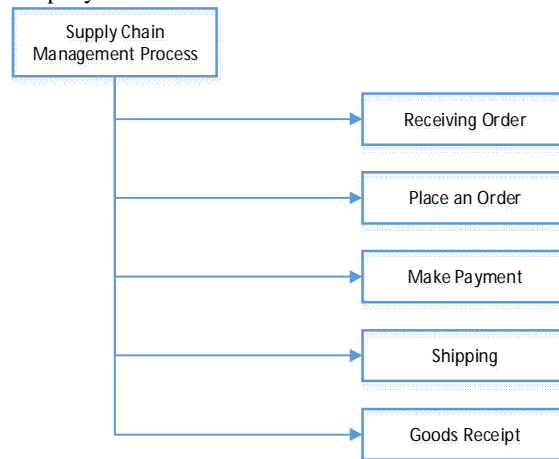 Supply Chain
Management Process
Receiving Order
Place an Order
Make Payment
Shipping
Goods Receipt